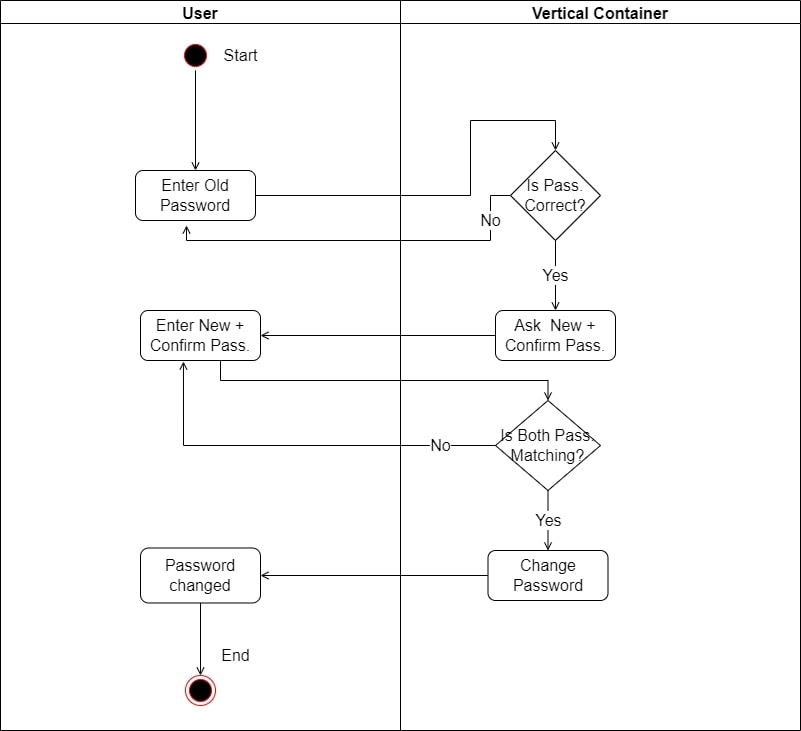 User
Vertical Container
Start
Enter Old
Password
Is Pass.
Correct?
No
Yes
Enter New +
Confirm Pass.
Ask  New +
Confirm Pass.
Is Both Pass.
Matching?
No
Yes
Password
changed
Change
Password
End